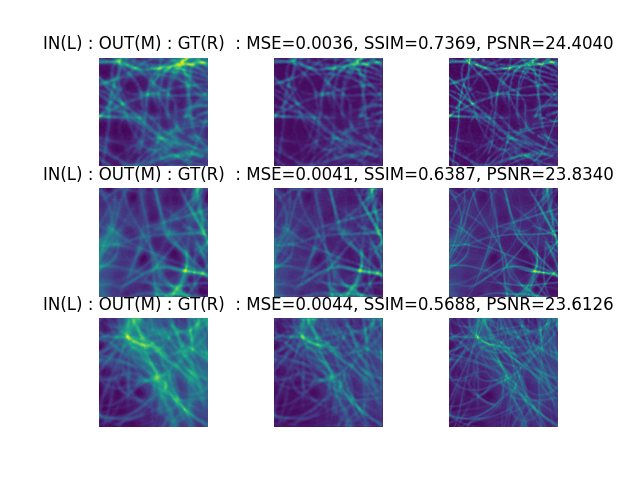 IN(L) : OUT(M) : GT(R)  : MSE=0.0036, SSIM=0.7369, PSNR=24.4040
IN(L) : OUT(M) : GT(R)  : MSE=0.0041, SSIM=0.6387, PSNR=23.8340
IN(L) : OUT(M) : GT(R)  : MSE=0.0044, SSIM=0.5688, PSNR=23.6126